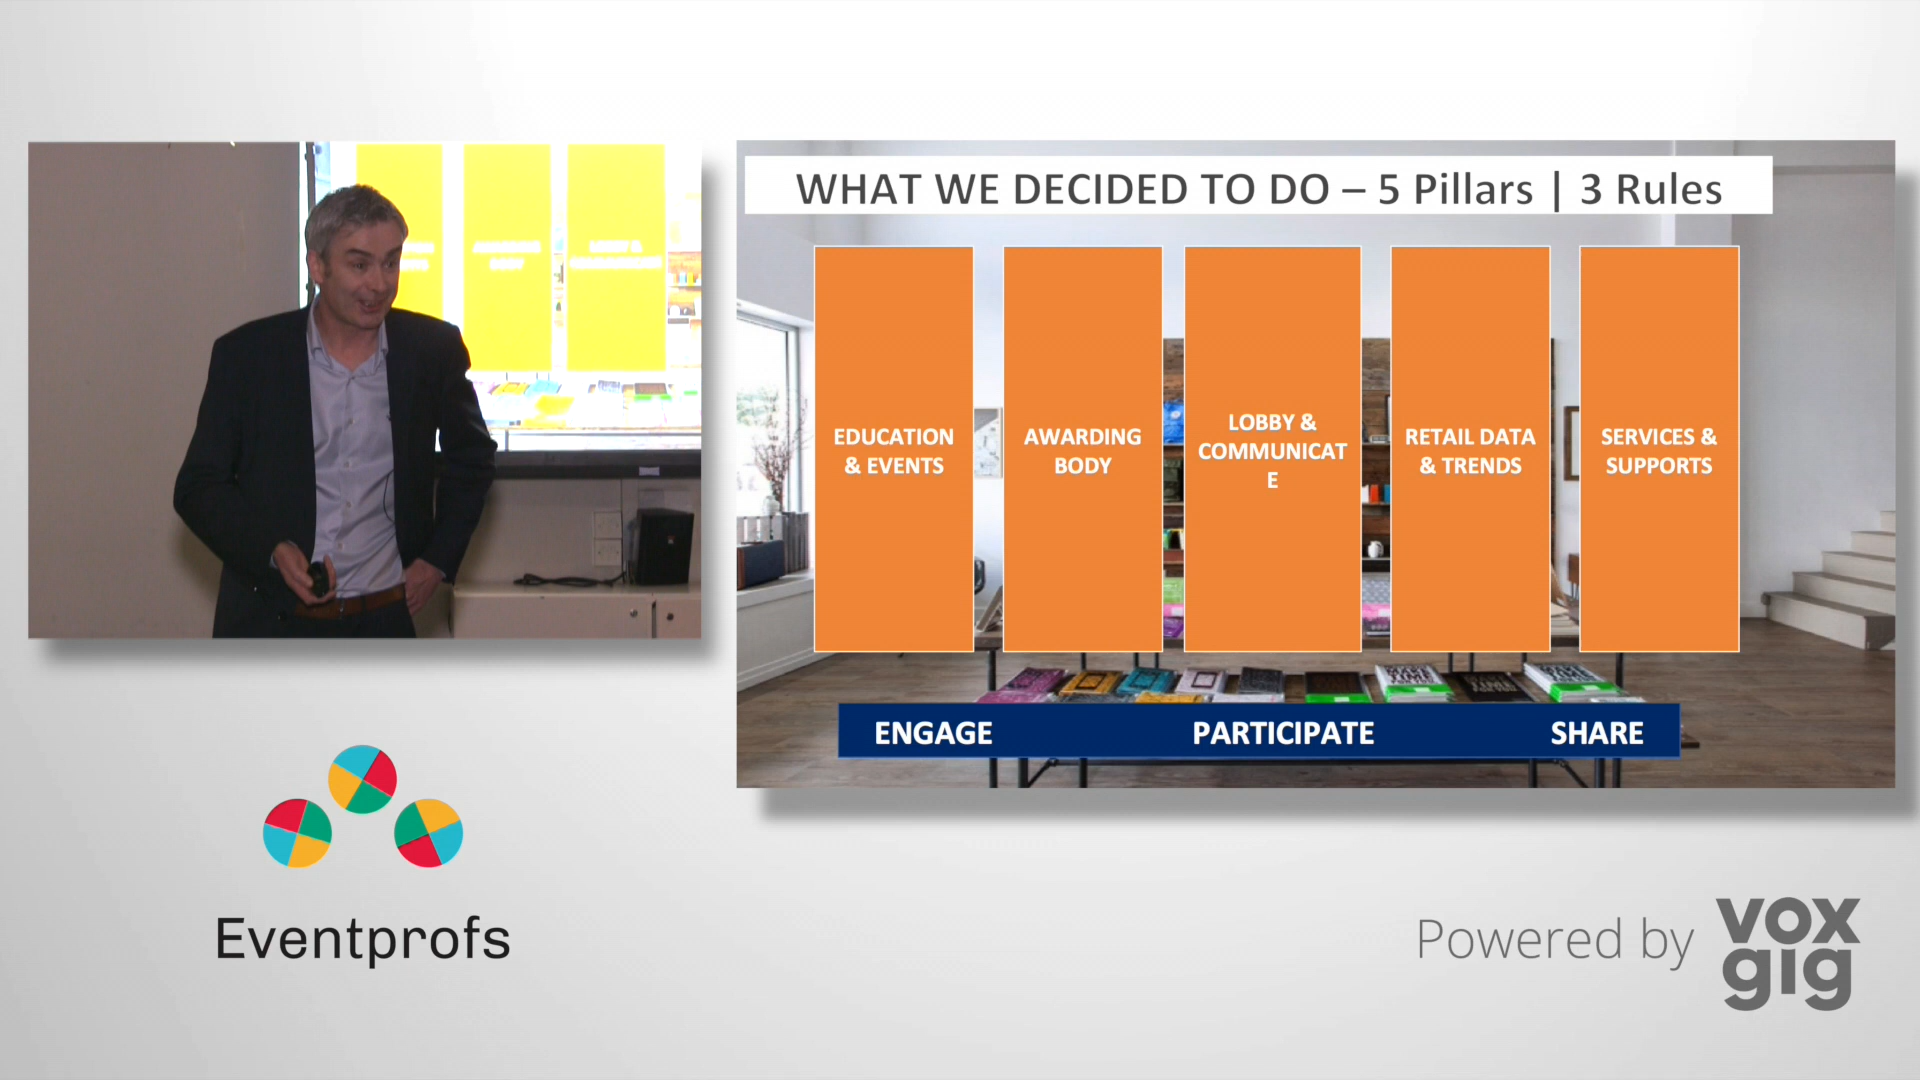 WHAT WE DECIDED TO DO – 5 Pillars | 3 Rules
EDUCATION
& EVENTS
AWARDING
BODY
LOBBY &
COMMUNICAT
E
RETAIL DATA
& TRENDS
SERVICES &
SUPPORTS
ENGAGE PARTICIPATE SHARE
Eventprofs
Powered by
vox
gig